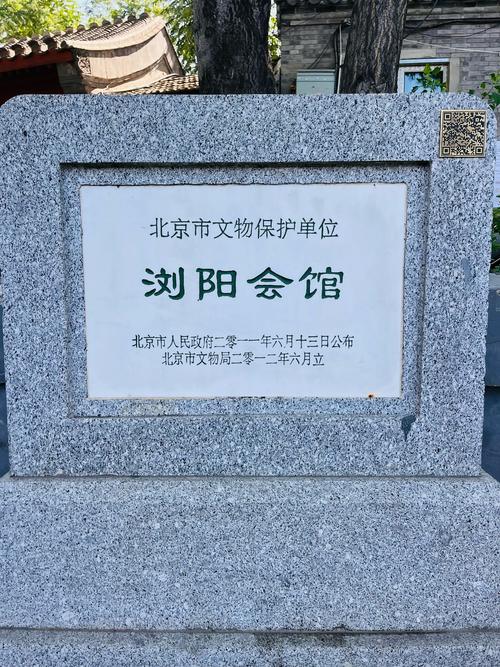 北京市文物保护单位
浏阳会馆
北京市人民政府二零一一年六月十三日公布
北京市文物局二零一二年六月立